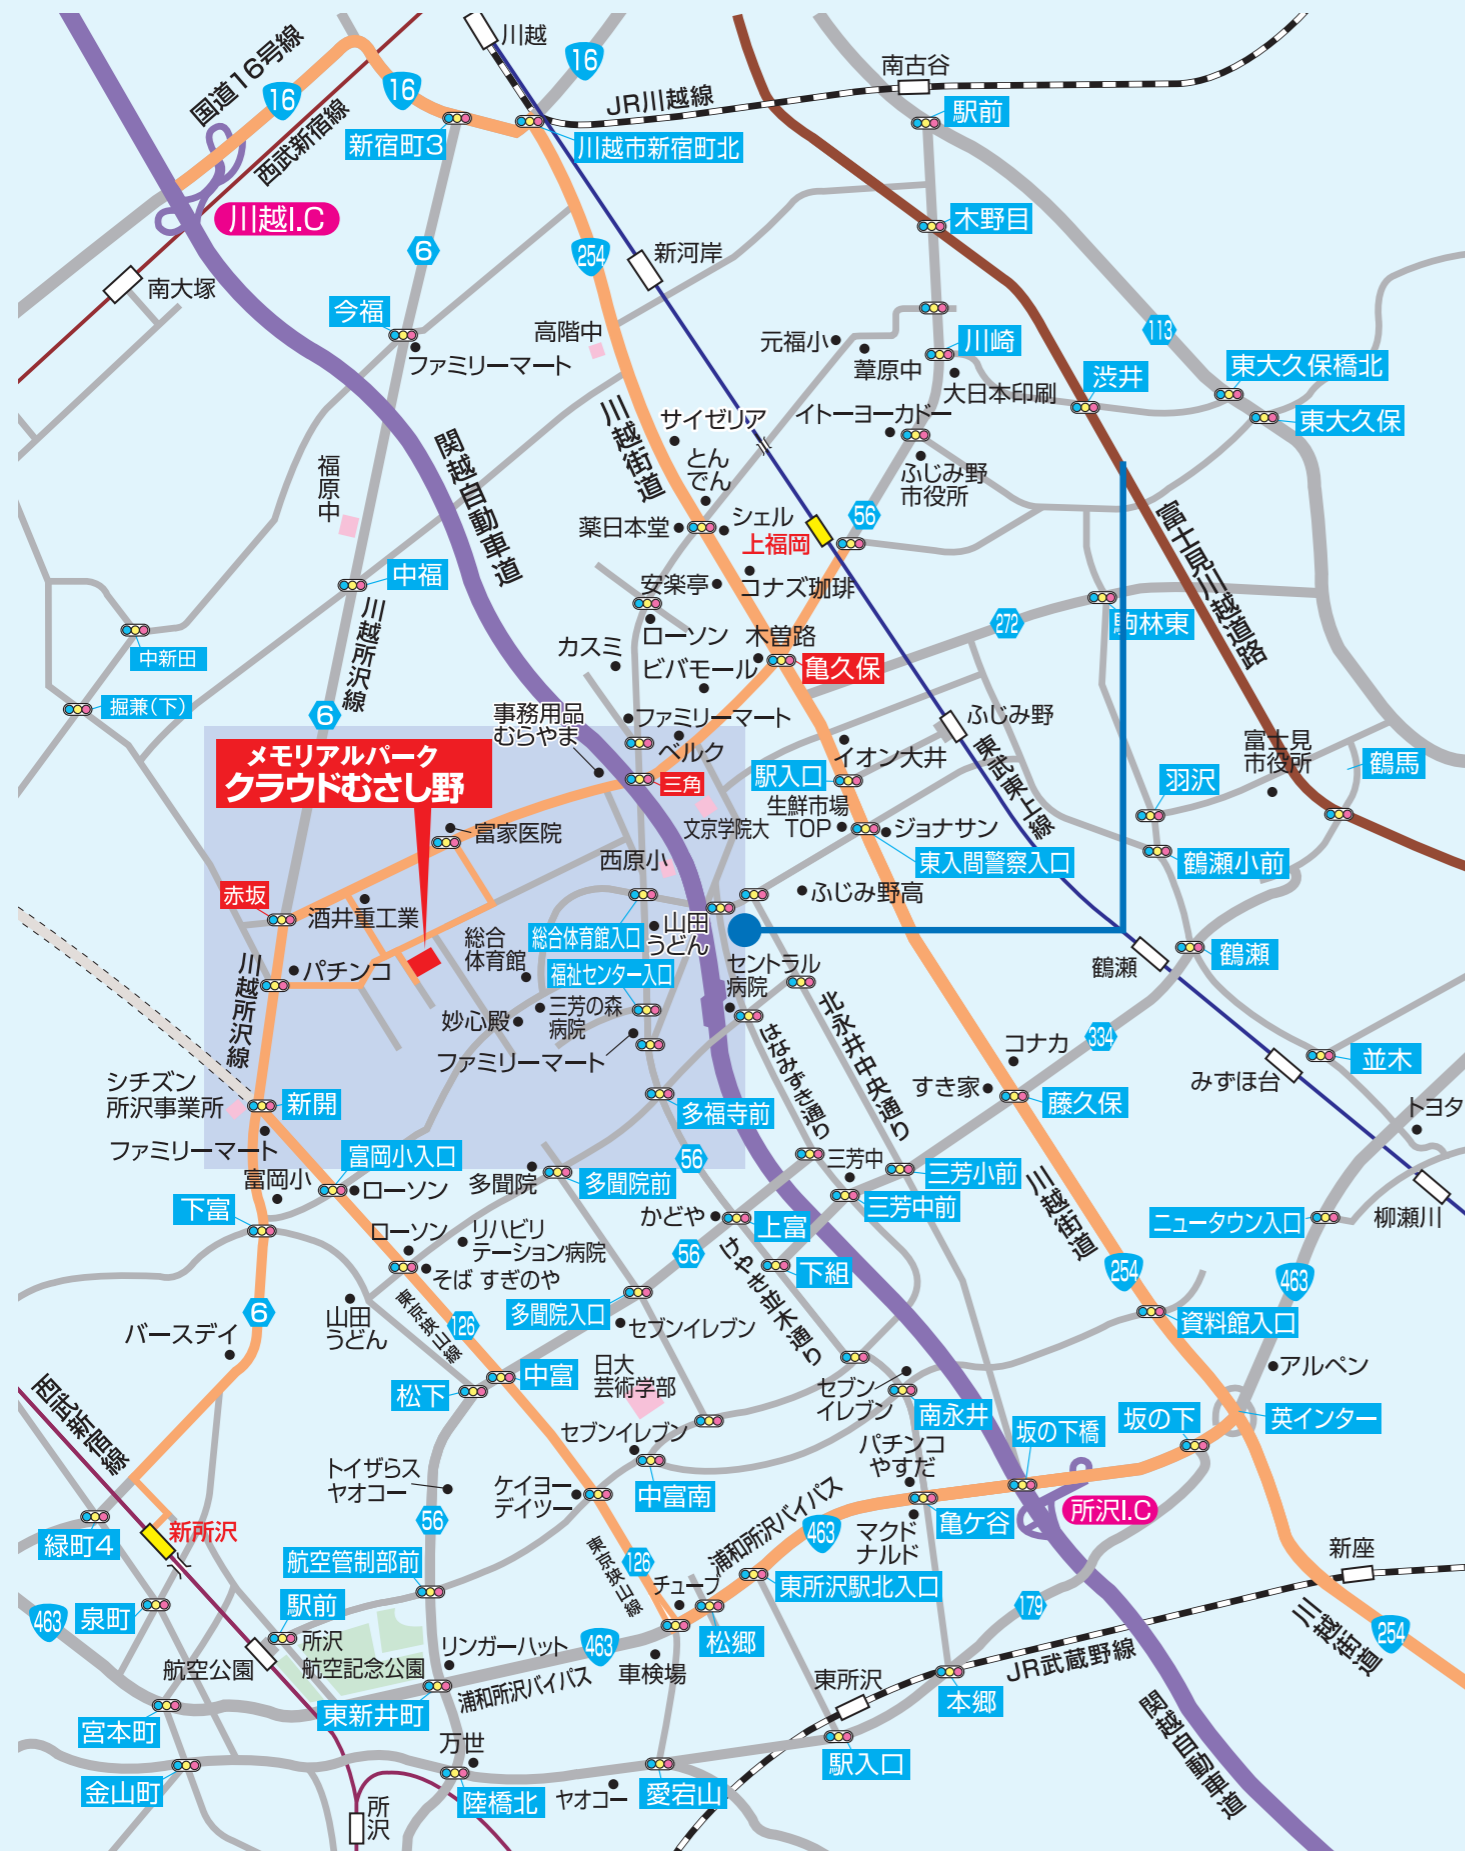 川越
16
国道16号線
16
16
西武新宿線
南古谷
JR川越線
駅前
新宿町3
川越市新宿町北
川越I.C
木野目
6
254
新河岸
南大塚
今福
高階中
ファミリーマート
元福小
葦原中
川崎
大日本印刷
113
渋井
東大久保橋北
東大久保
川越街道
サイゼリア
イトーヨーカドー
とん
でん
ふじみ野
市役所
関越自動車道
福原中
薬日本堂
シェル
上福岡
56
富士見川越道路
中福
安楽亭
コナズ珈琲
272
駒林東
川越所沢線
ローソン
木曽路
カスミ
ビバモール
亀久保
中新田
掘兼(下)
6
事務用品
むらやま
ファミリーマート
ベルク
ふじみ野
東武東上線
イオン大井
富士見
市役所
鶴馬
メモリアルパーク
クラウドむさし野
三角
駅入口
羽沢
生鮮市場
TOP
ジョナサン
文京学院大
富家医院
西原小
東入間警察入口
鶴瀬小前
赤坂
酒井重工業
ふじみ野高
総合体育館入口
山田
うどん
総合
体育館
パチンコ
川越所沢線
福祉センター入口
セントラル
病院
鶴瀬
鶴瀬
三芳の森
病院
妙心殿
ファミリーマート
はなみずき通り
北永井中央通り
コナカ
334
シチズン
所沢事業所
新開
すき家
藤久保
みずほ台
並木
トヨタ
多福寺前
ファミリーマート
富岡小入口
56
三芳中
三芳小前
富岡小
ローソン
多聞院
多聞院前
三芳中前
川越街道
下富
かどや
上富
ニュータウン入口
柳瀬川
ローソン
リハビリ
テーション病院
そば すぎのや
56
けやき並木通り
下組
254
463
6
山田
うどん
東京狭山線
126
多聞院入口
セブンイレブン
資料館入口
バースデイ
日大
芸術学部
中富
松下
セブン
イレブン
アルペン
西武新宿線
セブンイレブン
南永井
坂の下橋
坂の下
英インター
トイザらス
ヤオコー
パチンコ
やすだ
ケイヨー
デイツー
中富南
56
浦和所沢バイパス
463
亀ケ谷
所沢I.C
緑町4
新所沢
東京狭山線
126
マクド
ナルド
新座
航空管制部前
チューブ
東所沢駅北入口
179
463
泉町
駅前
所沢
航空記念公園
航空公園
リンガーハット
463
松郷
車検場
川越街道
254
東所沢
JR武蔵野線
宮本町
東新井町
浦和所沢バイパス
本郷
関越自動車道
万世
駅入口
金山町
陸橋北
ヤオコー
愛宕山
所沢